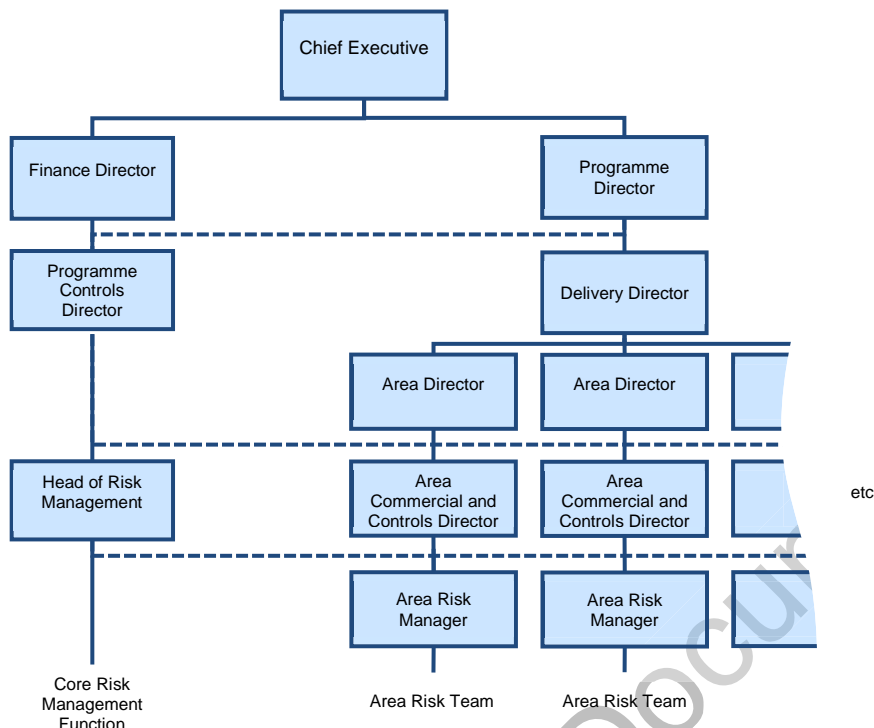 Chief Executive
Finance Director
Programme
Director
Programme
Controls
Director
Delivery Director
Area Director
Area Director
Head of Risk
Management
Area
Commercial and
Controls Director
Area
Commercial and
Controls Director
etc
Area Risk
Manager
Area Risk
Manager
Core Risk
Management
Function
Area Risk Team
Area Risk Team
Docum